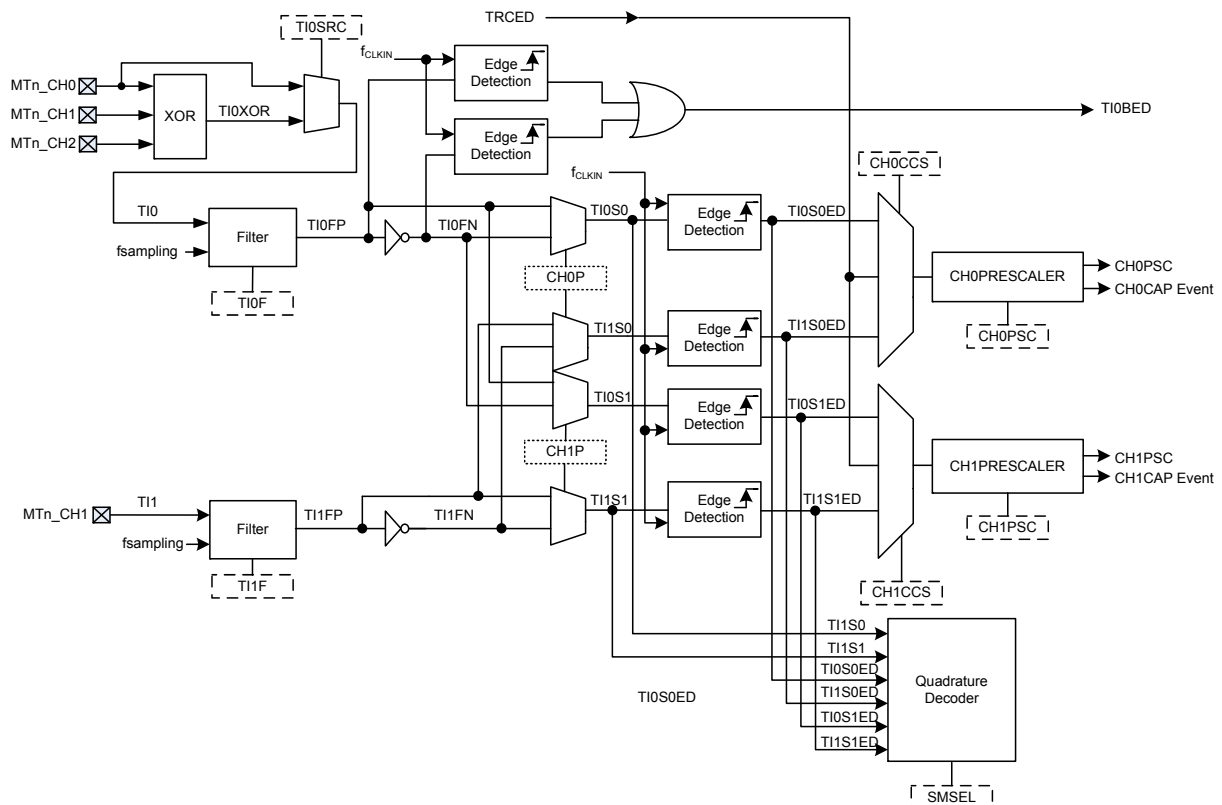 TRCED
TI0SRC
fCLKIN
Edge
Detection
MTn_CH0
MTn_CH1
MTn_CH2
XOR
TI0XOR
TI0BED
Edge
Detection
fCLKIN
CH0CCS
TI0
fsampling
Filter
TI0F
TI0FP
TI0FN
TI0S0
Edge
Detection
TI0S0ED
CH0P
CH0PRESCALER
CH0PSC
CH0CAP Event
CH0PSC
TI1S0
Edge
Detection
TI1S0ED
TI0S1
Edge
Detection
TI0S1ED
CH1P
CH1PRESCALER
CH1PSC
CH1CAP Event
CH1PSC
MTn_CH1
TI1
fsampling
Filter
TI1F
TI1FP
TI1FN
TI1S1
Edge
Detection
TI1S1ED
CH1CCS
TI1S0
TI1S1
TI0S0ED
TI1S0ED
TI0S1ED
TI1S1ED
TI0S0ED
Quadrature
Decoder
SMSEL